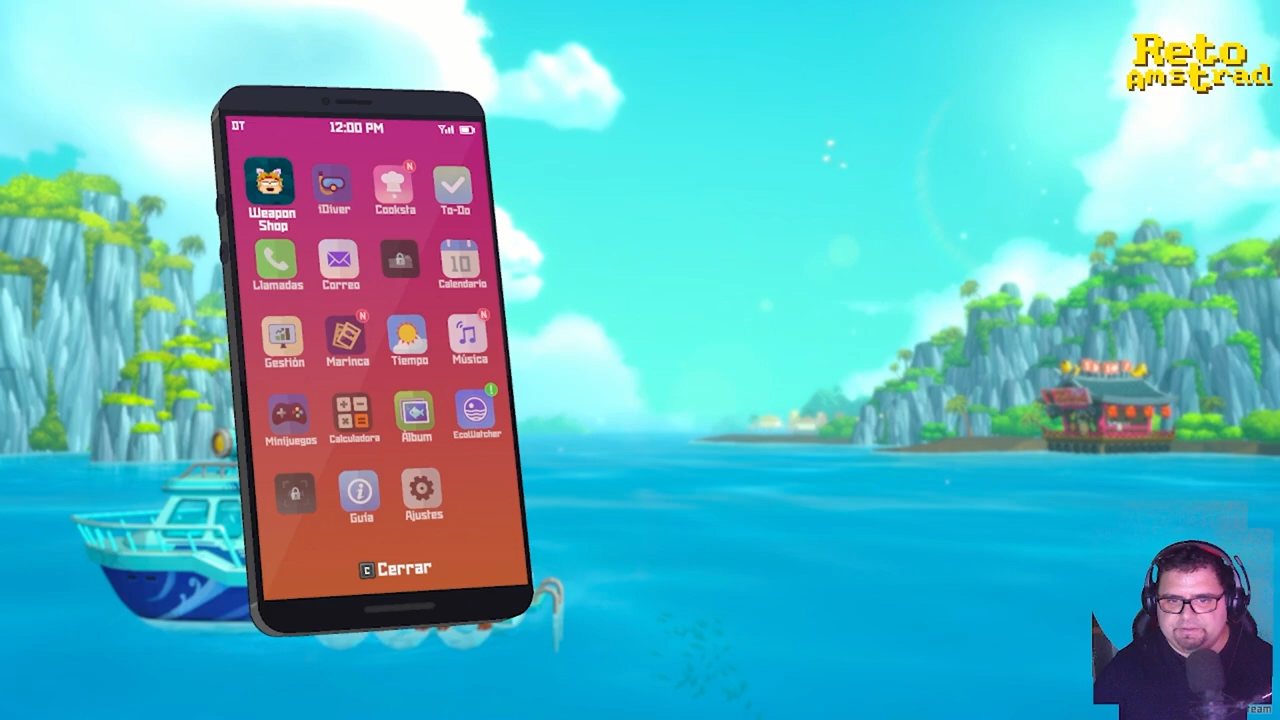 Reto
Amstrad
DT
12:00 PM
Weapon
Shop
iDiver
Cooksta
N
To-Do
Llamadas
Correo
10
Calendario
Gestión
Marinca
N
Tiempo
Música
N
Minijuegos
Calculadora
Álbum
EcoWatcher
!
Guía
Ajustes
C Cerrar